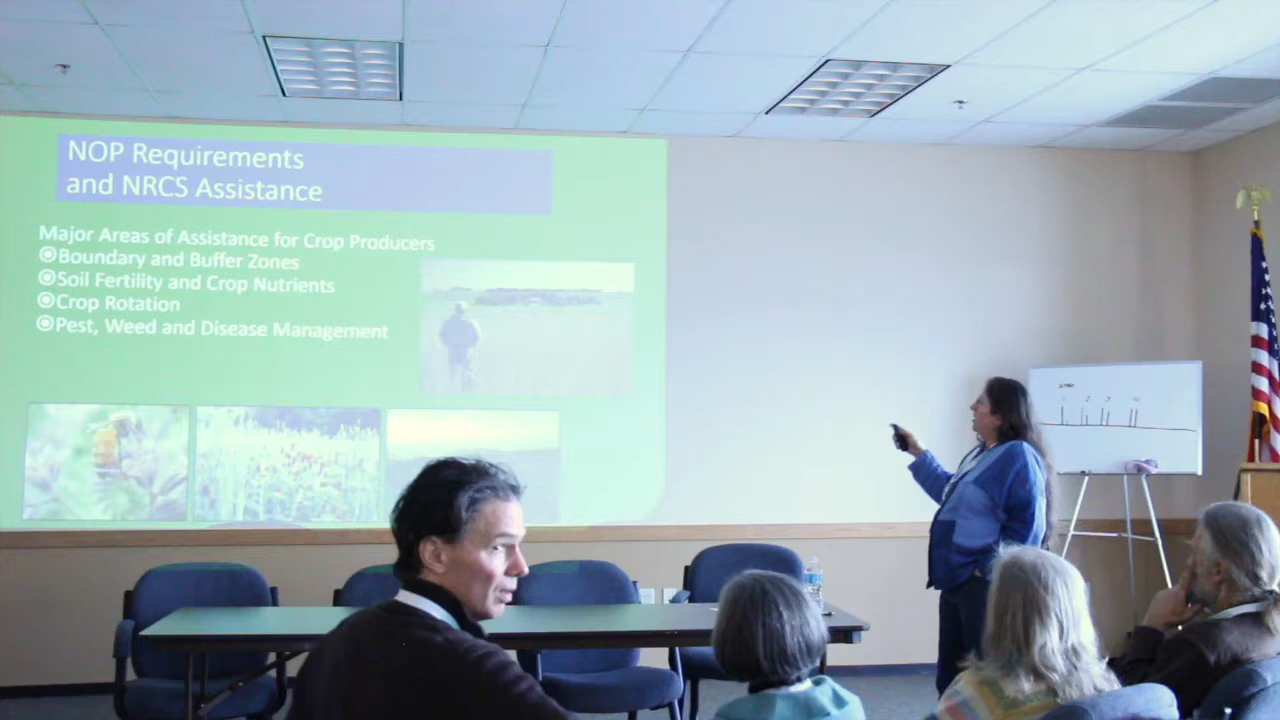 NOP Requirements
and NRCS Assistance
Major Areas of Assistance for Crop Producers
Boundary and Buffer Zones
Soil Fertility and Crop Nutrients
Crop Rotation
Pest, Weed and Disease Management